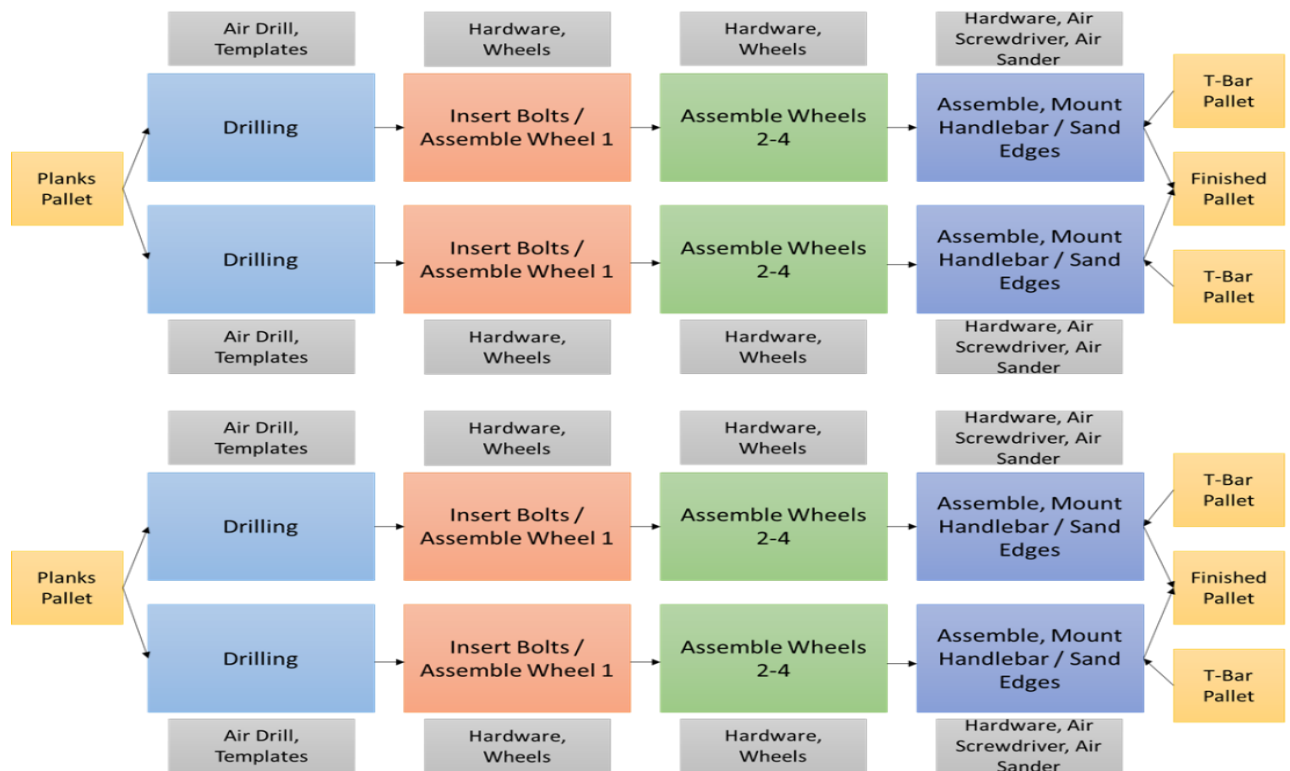 Air Drill,
Templates
Hardware,
Wheels
Hardware,
Wheels
Hardware, Air
Screwdriver, Air
Sander
Drilling
Insert Bolts /
Assemble Wheel 1
Assemble Wheels
2-4
Assemble, Mount
Handlebar / Sand
Edges
T-Bar
Pallet
Planks
Pallet
Finished
Pallet
Drilling
Insert Bolts /
Assemble Wheel 1
Assemble Wheels
2-4
Assemble, Mount
Handlebar / Sand
Edges
T-Bar
Pallet
Air Drill,
Templates
Hardware,
Wheels
Hardware,
Wheels
Hardware, Air
Screwdriver, Air
Sander
Air Drill,
Templates
Hardware,
Wheels
Hardware,
Wheels
Hardware, Air
Screwdriver, Air
Sander
Drilling
Insert Bolts /
Assemble Wheel 1
Assemble Wheels
2-4
Assemble, Mount
Handlebar / Sand
Edges
T-Bar
Pallet
Planks
Pallet
Finished
Pallet
Drilling
Insert Bolts /
Assemble Wheel 1
Assemble Wheels
2-4
Assemble, Mount
Handlebar / Sand
Edges
T-Bar
Pallet
Air Drill,
Templates
Hardware,
Wheels
Hardware,
Wheels
Hardware, Air
Screwdriver, Air
Sander